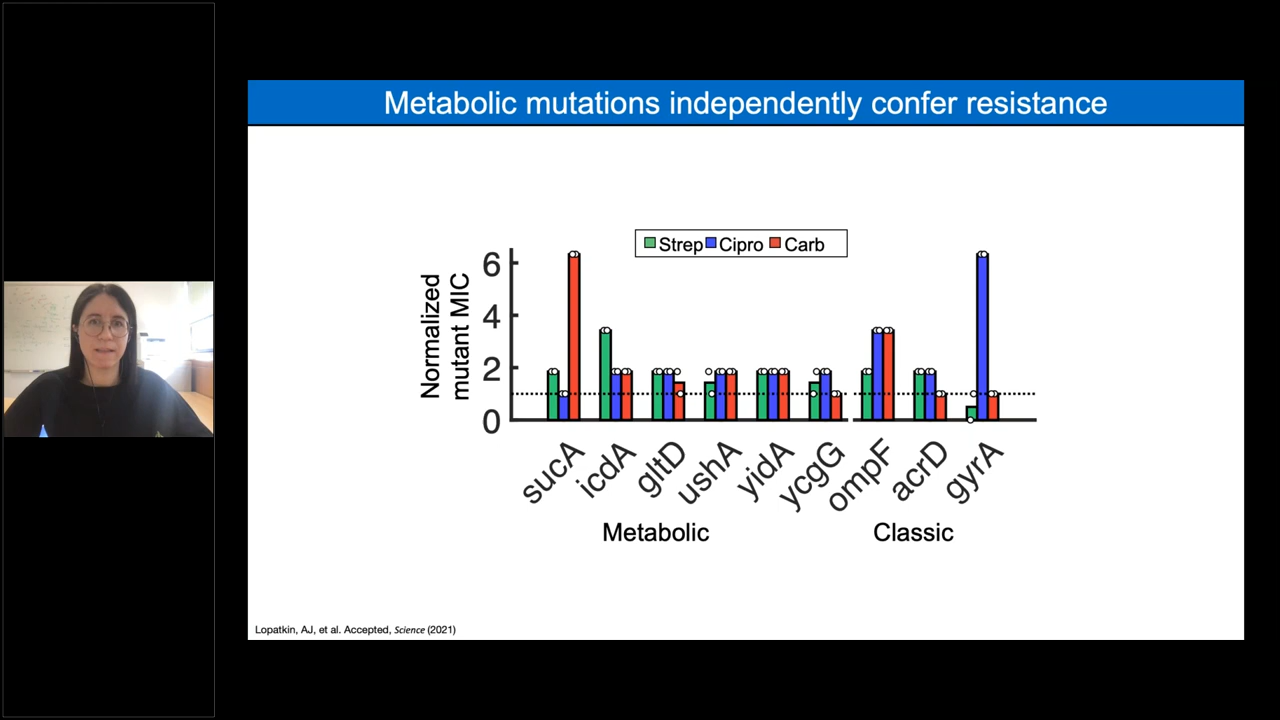 Metabolic mutations independently confer resistance
Strep Cipro Carb
Normalized
mutant MIC
6
4
2
0
sucA icdA gltD ushA yidA ycgG ompF acrD gyrA
Metabolic Classic
Lopatkin, AJ, et al. Accepted, Science (2021)